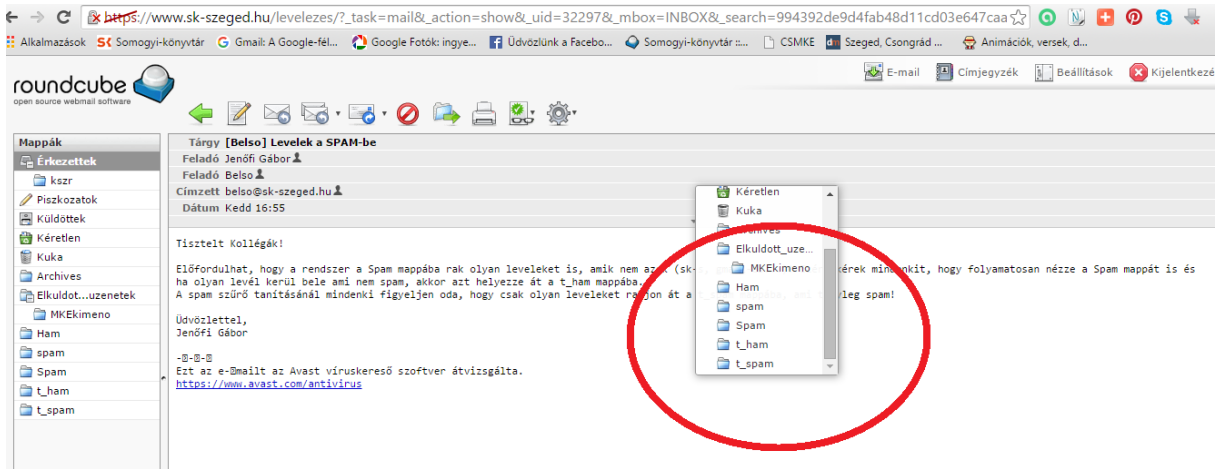 https://www.sk-szeged.hu/levelezes/?_task=mail&_action=show&_uid=32297&_mbox=INBOX&_search=994392de9d4fab48d11cd03e647caa
Alkalmazások Somogyi-könyvtár Gmail: A Google-fél... Google Fotók: ingye... Üdvözlünk a Facebo... Somogyi-könyvtár ::... CSMKE Szeged, Csongrád ... Animációk, versek, d...
roundcube
open source webmail software
E-mail Címjegyzék Beállítások Kijelentkezé
Mappák
Érkezettek
kszr
Piszkozatok
Küldöttek
Kéretlen
Kuka
Archives
Elkuldot...uzenetek
MKEkimeno
Ham
spam
Spam
t_ham
t_spam
Tárgy [Belso] Levelek a SPAM-be
Feladó Jenőfi Gábor
Feladó Belso
Címzett belso@sk-szeged.hu
Dátum Kedd 16:55
Tisztelt Kollégák!
Előfordulhat, hogy a rendszer a Spam mappába rak olyan leveleket is, amik nem azok (sk- kérek mindenkit, hogy folyamatosan nézze a Spam mappát is és
ha olyan levél kerül bele ami nem spam, akkor azt helyezze át a t_ham mappába.
A spam szűrő tanításánál mindenki figyeljen oda, hogy csak olyan leveleket rakjon át a spam!
Üdvözlettel,
Jenőfi Gábor
Ezt az e-mailt az Avast víruskereső szoftver átvizsgálta.
https://www.avast.com/antivirus
Kéretlen
Kuka
Archives
Elkuldott_uze...
MKEkimeno
Ham
spam
Spam
t_ham
t_spam